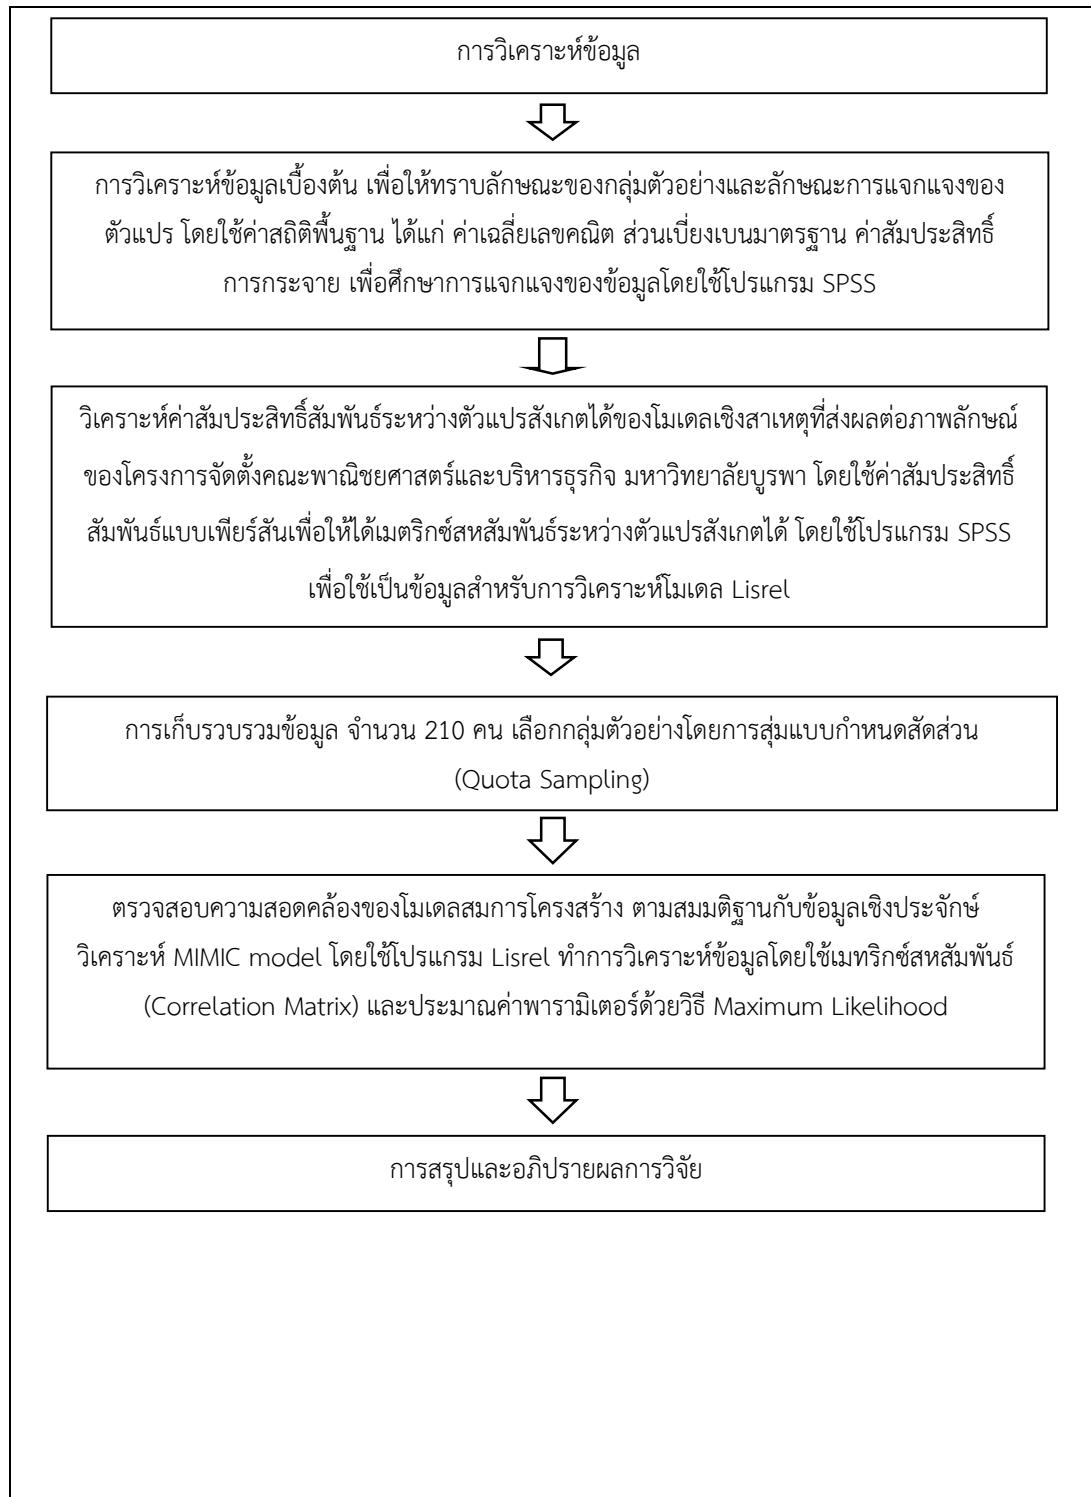 การวิเคราะห์ข้อมูล
การวิเคราะห์ข้อมูลเบื้องต้น เพื่อให้ทราบลักษณะของกลุ่มตัวอย่างและลักษณะการแจกแจงของ
ตัวแปร โดยใช้ค่าสถิติพื้นฐาน ได้แก่ ค่าเฉลี่ยเลขคณิต ส่วนเบี่ยงเบนมาตรฐาน ค่าสัมประสิทธิ์
การกระจาย เพื่อศึกษาการแจกแจงของข้อมูลโดยใช้โปรแกรม SPSS
วิเคราะห์ค่าสัมประสิทธิ์สัมพันธ์ระหว่างตัวแปรสังเกตได้ของโมเดลเชิงสาเหตุที่ส่งผลต่อภาพลักษณ์
ของโครงการจัดตั้งคณะพาณิชยศาสตร์และบริหารธุรกิจ มหาวิทยาลัยบูรพา โดยใช้ค่าสัมประสิทธิ์
สัมพันธ์แบบเพียร์สันเพื่อให้ได้เมตริกซ์สหสัมพันธ์ระหว่างตัวแปรสังเกตได้ โดยใช้โปรแกรม SPSS
เพื่อใช้เป็นข้อมูลสำหรับการวิเคราะห์โมเดล Lisrel
การเก็บรวบรวมข้อมูล จำนวน 210 คน เลือกกลุ่มตัวอย่างโดยการสุ่มแบบกำหนดสัดส่วน
(Quota Sampling)
ตรวจสอบความสอดคล้องของโมเดลสมการโครงสร้าง ตามสมมติฐานกับข้อมูลเชิงประจักษ์
วิเคราะห์ MIMIC model โดยใช้โปรแกรม Lisrel ทำการวิเคราะห์ข้อมูลโดยใช้เมทริกซ์สหสัมพันธ์
(Correlation Matrix) และประมาณค่าพารามิเตอร์ด้วยวิธี Maximum Likelihood
การสรุปและอภิปรายผลการวิจัย